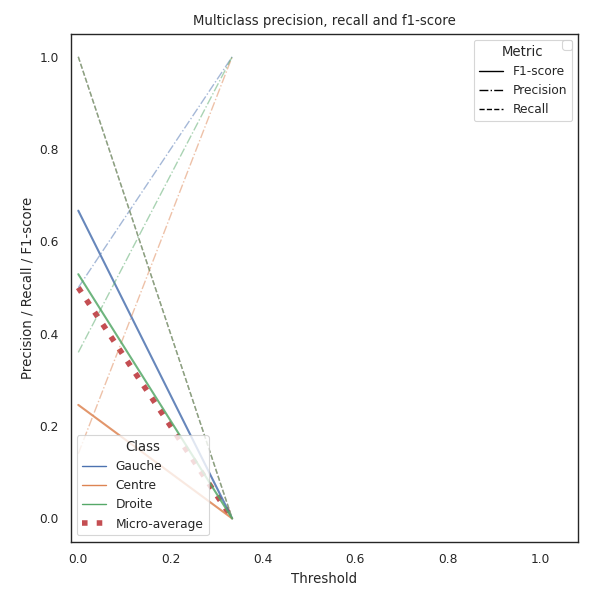 Multiclass precision, recall and f1-score
Precision / Recall / F1-score
1.0
0.8
0.6
0.4
0.2
0.0
Metric
F1-score
Precision
Recall
Class
Gauche
Centre
Droite
Micro-average
0.0 0.2 0.4 0.6 0.8 1.0
Threshold